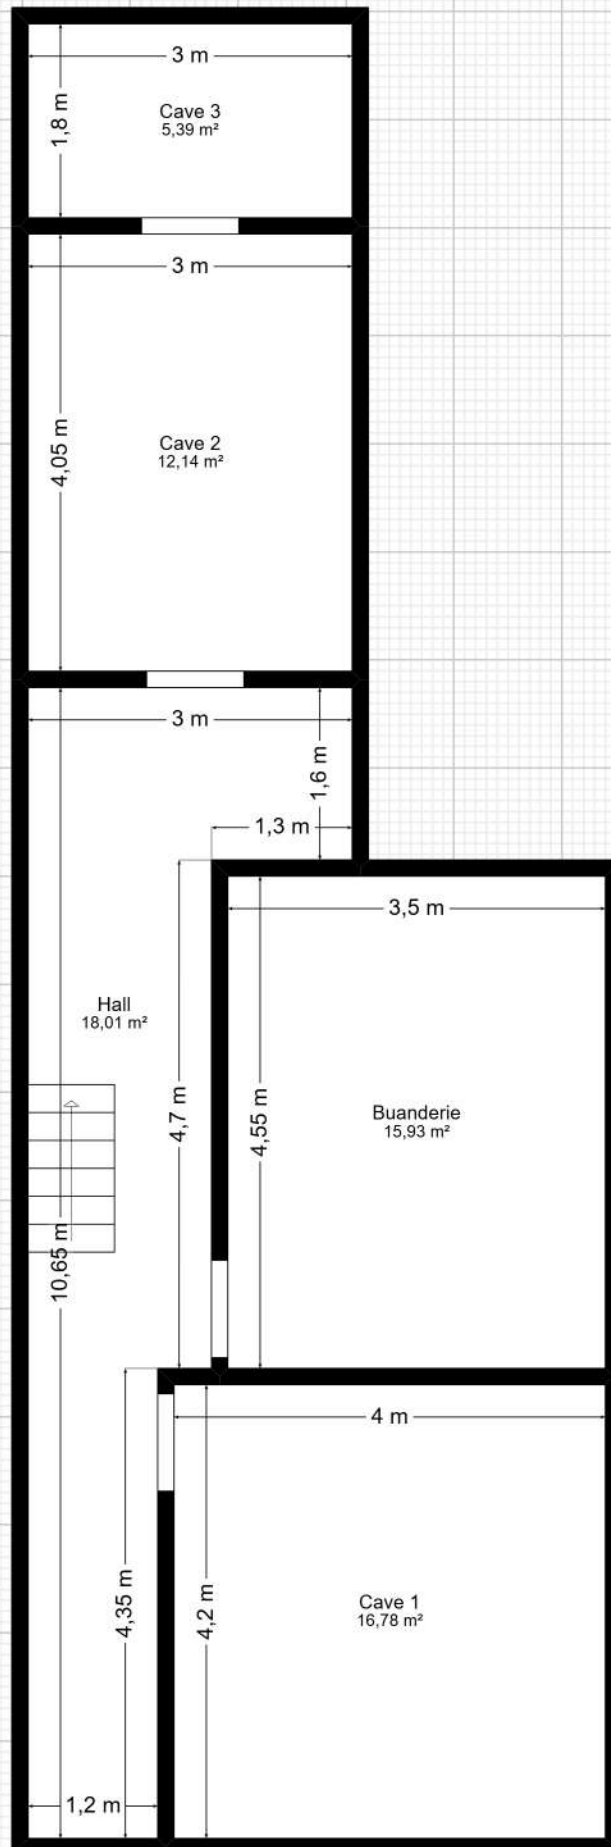 3 m
1,8 m
Cave 3
5,39 m²
3 m
4,05 m
Cave 2
12,14 m²
3 m
1,6 m
1,3 m
3,5 m
Hall
18,01 m²
4,7 m
4,55 m
Buanderie
15,93 m²
10,65 m
4 m
4,35 m
4,2 m
Cave 1
16,78 m²
1,2 m